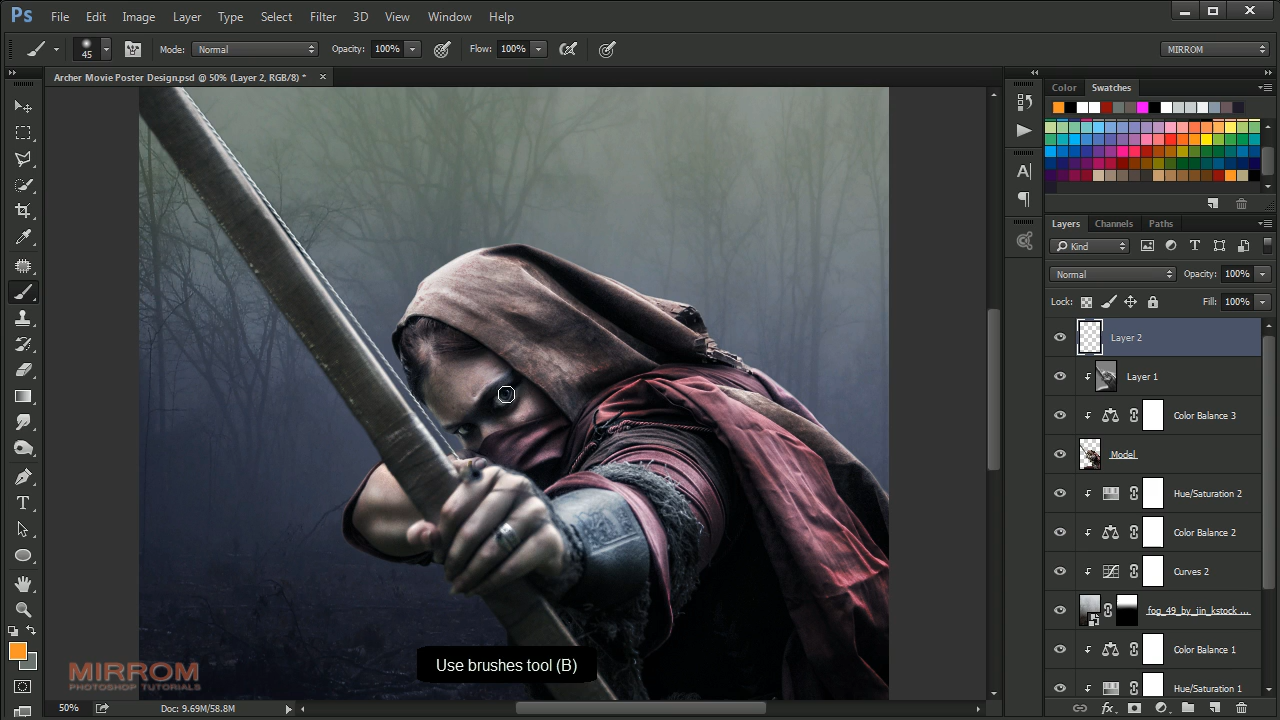 Ps File Edit Image Layer Type Select Filter 3D View Window Help
45 Mode: Normal Opacity: 100% Flow: 100% MIRROM
Archer Movie Poster Design.psd @ 50% (Layer 2, RGB/8) *
Color Swatches
Layers Channels Paths
Kind
Normal Opacity: 100%
Lock: Fill: 100%
Layer 2
Layer 1
Color Balance 3
Model
Hue/Saturation 2
Color Balance 2
Curves 2
fog_49_by_jin_kstock ...
Color Balance 1
Hue/Saturation 1
Use brushes tool (B)
MIRROM
PHOTOSHOP TUTORIALS
50% Doc: 9.69M/58.8M